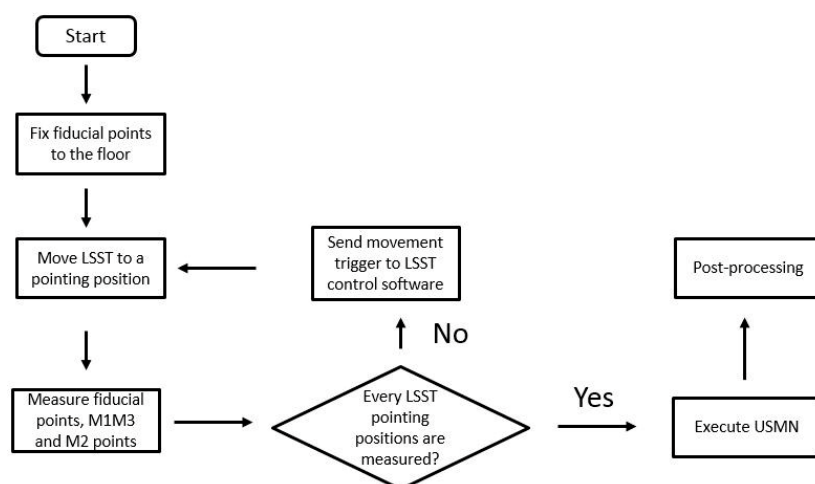 Start
Fix fiducial points
to the floor
Move LSST to a
pointing position
Send movement
trigger to LSST
control software
Post-processing
No
Measure fiducial
points, M1M3
and M2 points
Every LSST
pointing
positions are
measured?
Yes
Execute USMN